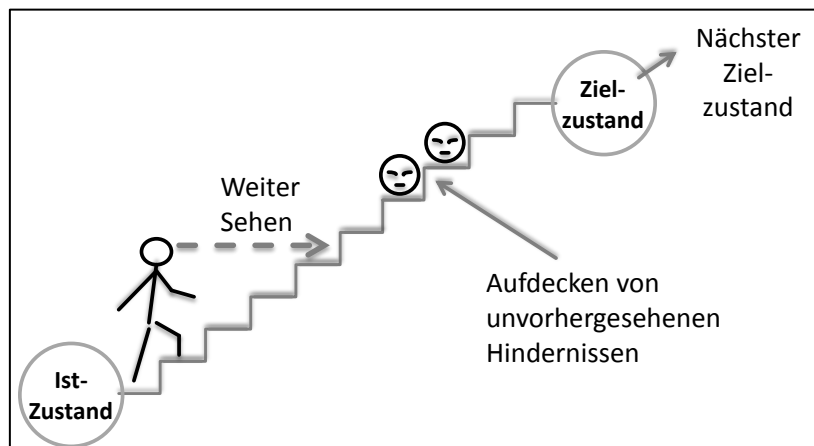 Nächster
Ziel-
zustand
Ziel-
zustand
Weiter
Sehen
Aufdecken von
unvorhergesehenen
Hindernissen
Ist-
Zustand